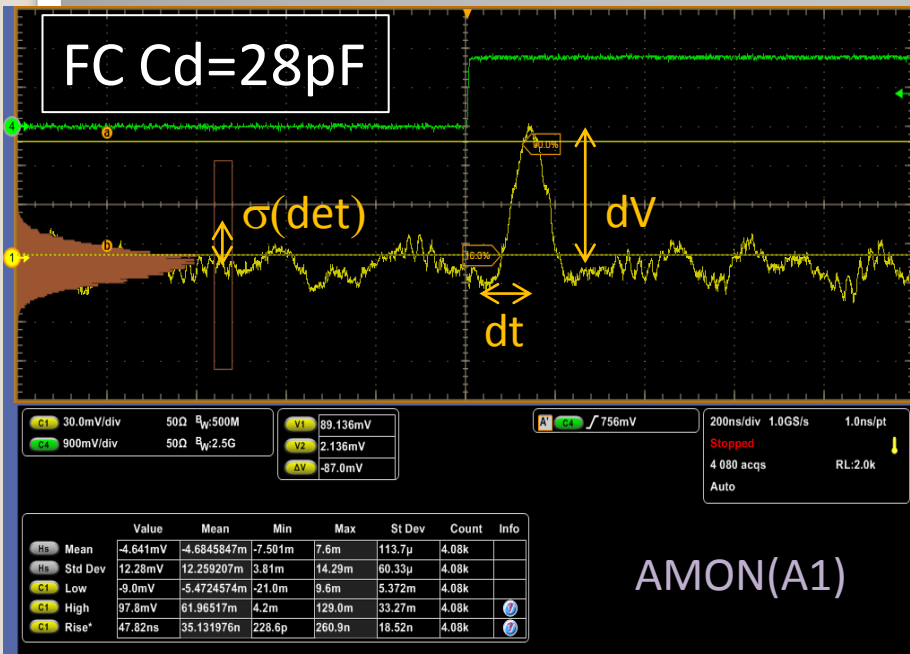 FC Cd=28pF
4
a
90.0%
σ(det)
dV
b
1
10.0%
dt
C1 30.0mV/div 50Ω BW:500M
C4 900mV/div 50Ω BW:2.5G
V1 89.136mV
V2 2.136mV
ΔV -87.0mV
A' C4 756mV
200ns/div 1.0GS/s 1.0ns/pt
Stopped
4 080 acqs RL:2.0k
Auto
Value Mean Min Max St Dev Count Info
Hs Mean -4.641mV -4.6845847m -7.501m 7.6m 113.7µ 4.08k
Hs Std Dev 12.28mV 12.259207m 3.81m 14.29m 60.33µ 4.08k
C1 Low -9.0mV -5.4724574m -21.0m 9.6m 5.372m 4.08k
C1 High 97.8mV 61.96517m 4.2m 129.0m 33.27m 4.08k
C1 Rise* 47.82ns 35.131976n 228.6p 260.9n 18.52n 4.08k
AMON(A1)